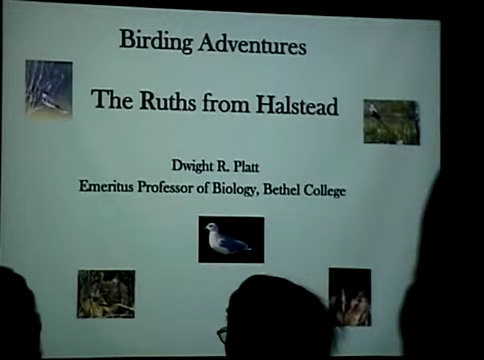 Birding Adventures
The Ruths from Halstead
Dwight R. Platt
Emeritus Professor of Biology, Bethel College